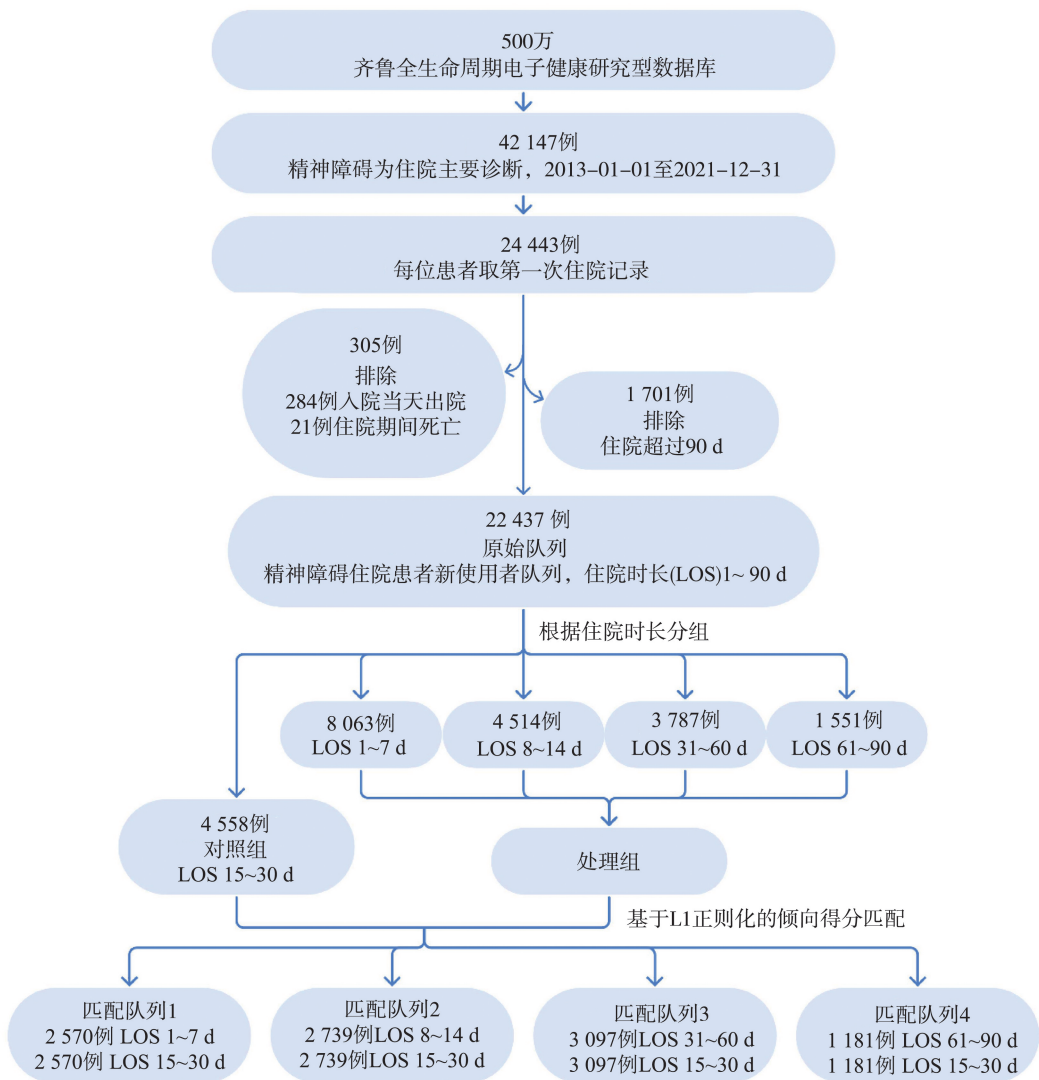 500万
齐鲁全生命周期电子健康研究型数据库
42 147例
精神障碍为住院主要诊断，2013-01-01至2021-12-31
24 443例
每位患者取第一次住院记录
305例
排除
284例入院当天出院
21例住院期间死亡
1 701例
排除
住院超过90 d
22 437 例
原始队列
精神障碍住院患者新使用者队列，住院时长(LOS)1~ 90 d
根据住院时长分组
8 063例
LOS 1~7 d
4 514例
LOS 8~14 d
3 787例
LOS 31~60 d
1 551例
LOS 61~90 d
4 558例
对照组
LOS 15~30 d
处理组
基于L1正则化的倾向得分匹配
匹配队列1
2 570例 LOS 1~7 d
2 570例 LOS 15~30 d
匹配队列2
2 739例LOS 8~14 d
2 739例 LOS 15~30 d
匹配队列3
3 097例 LOS 31~60 d
3 097例 LOS 15~30 d
匹配队列4
1 181例 LOS 61~90 d
1 181例 LOS 15~30 d